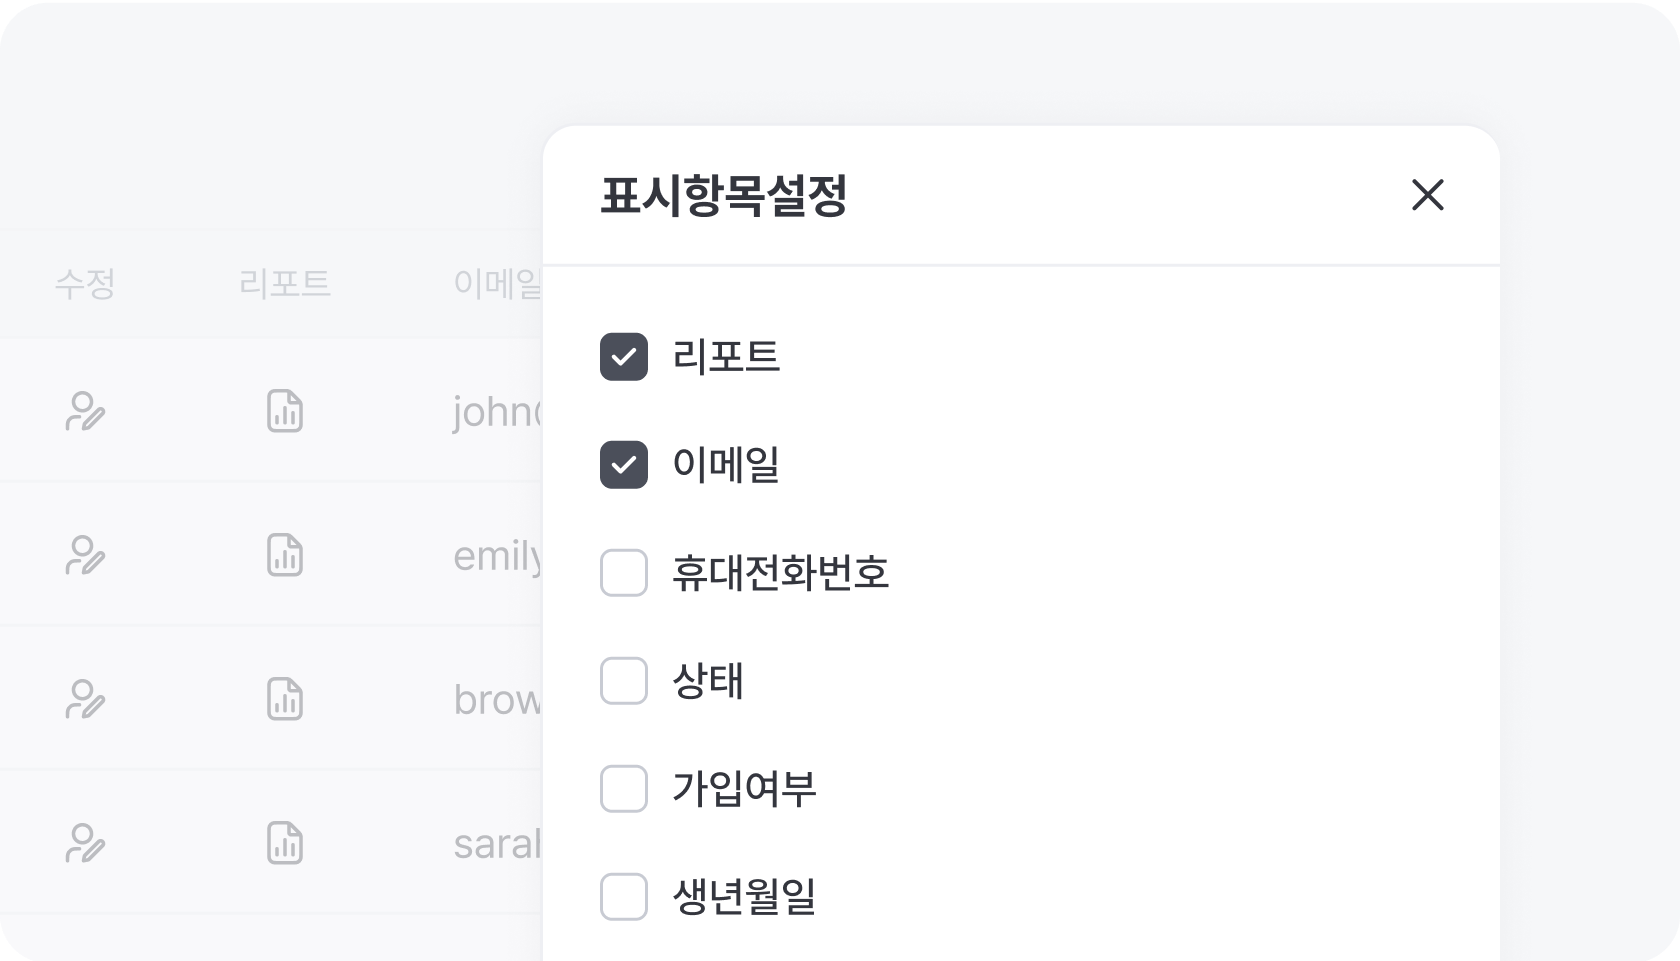 표시항목설정
수정 리포트 이메일
리포트
이메일
휴대전화번호
상태
가입여부
생년월일
john
emily
brow
sara